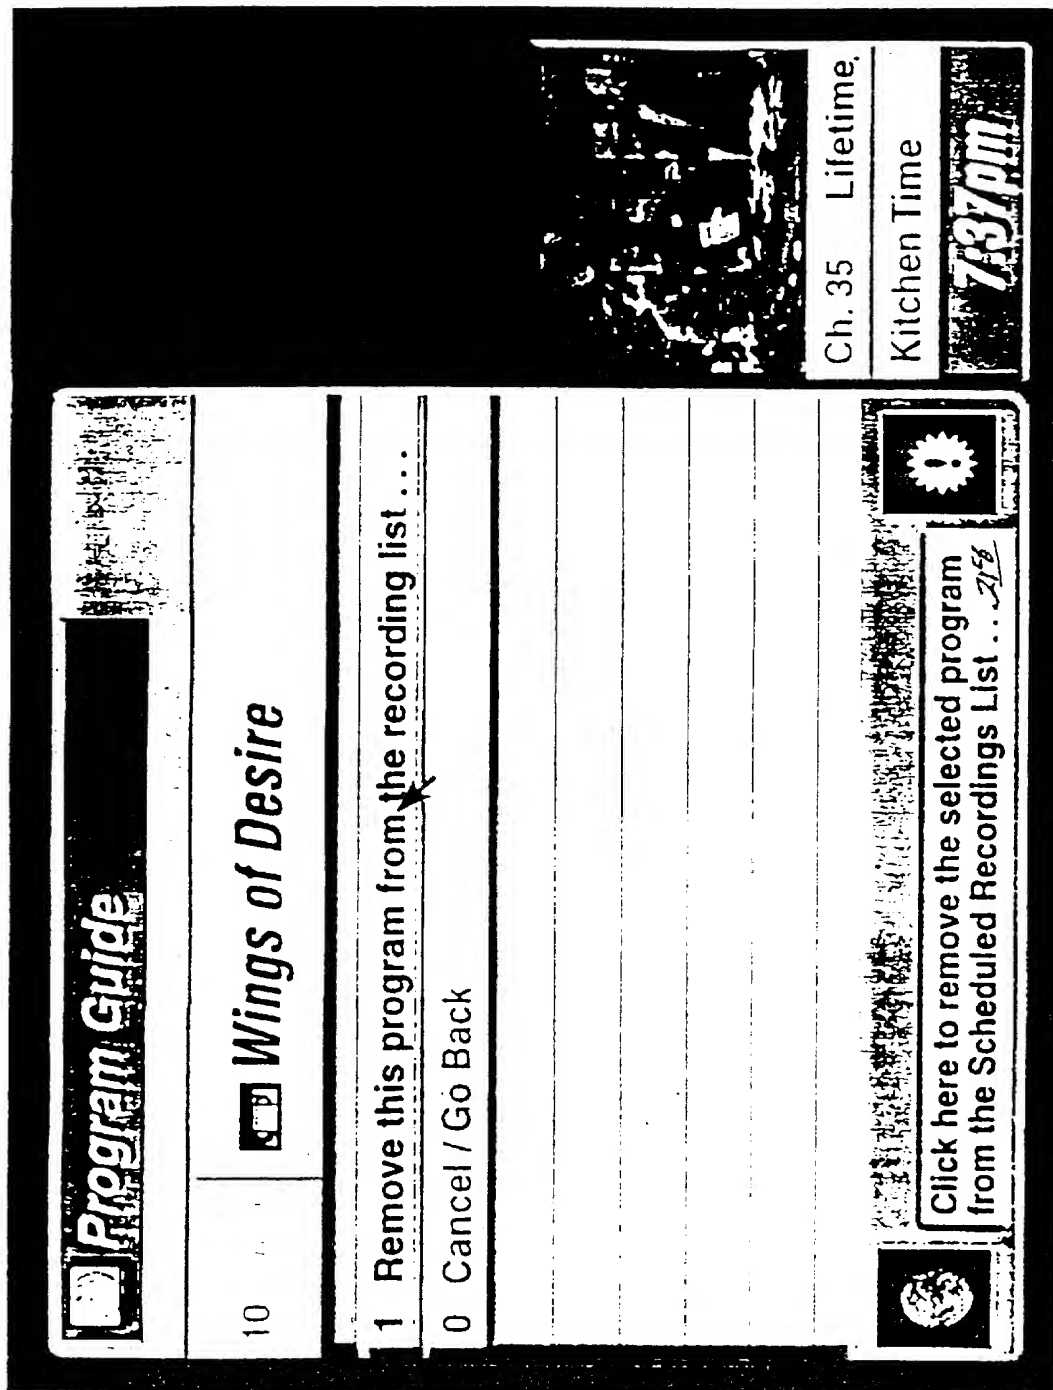 Program Guide
10
Wings of Desire
1 Remove this program from the recording list...
0 Cancel / Go Back
Click here to remove the selected program
from the Scheduled Recordings List...
218
Ch. 35 Lifetime,
Kitchen Time
7:37pm